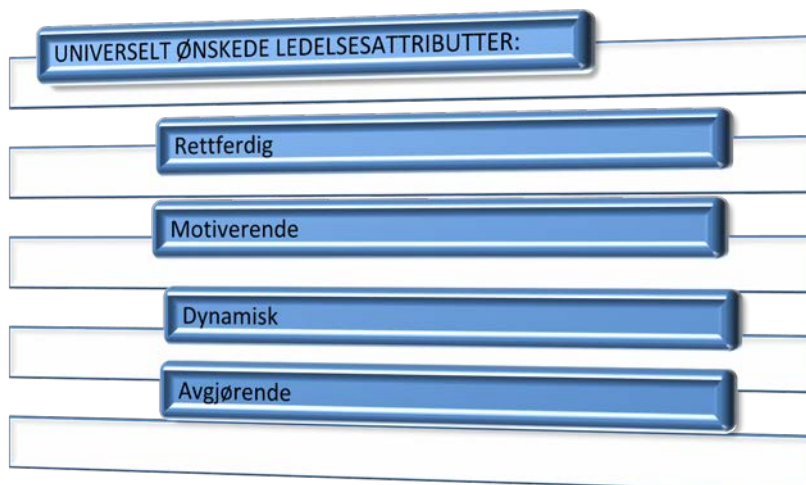 UNIVERSELT ØNSKEDE LEDELSESATTRIBUTTER:
Rettferdig
Motiverende
Dynamisk
Avgjørende